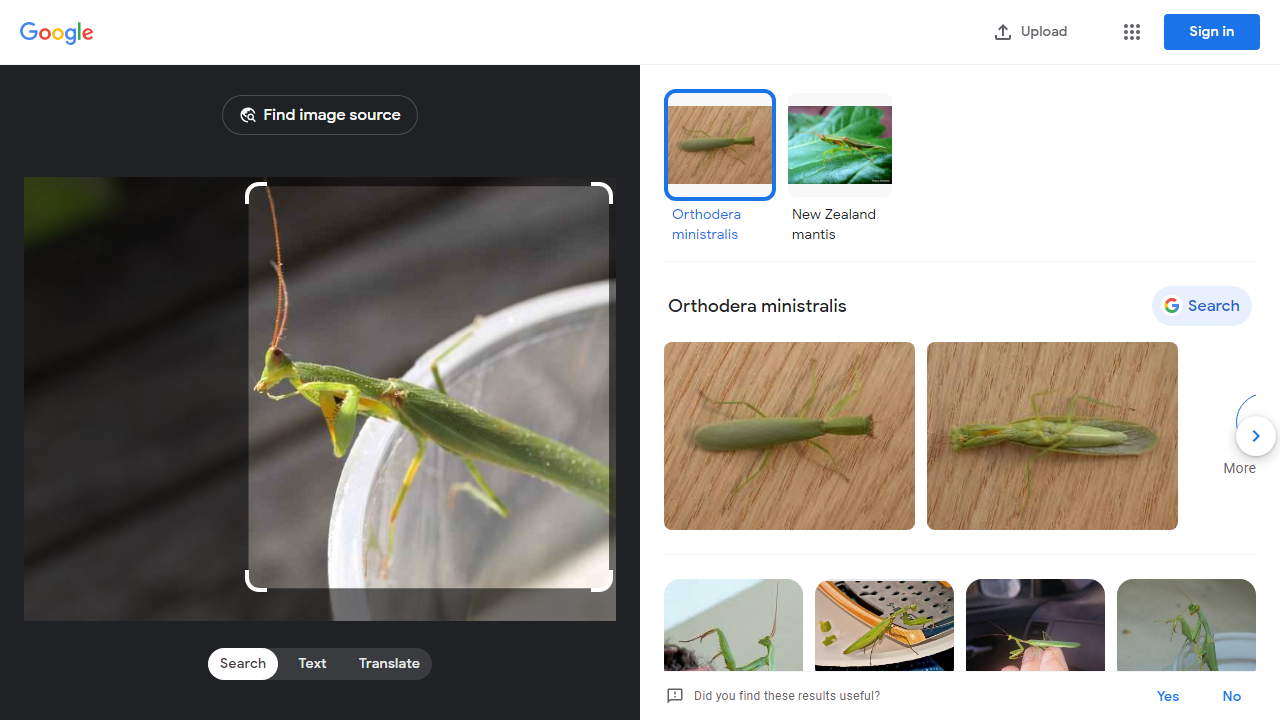 Google
Upload
Sign in
Find image source
Search
Text
Translate
Orthodera
ministralis
New Zealand
mantis
Orthodera ministralis
Search
More
Did you find these results useful?
Yes
No